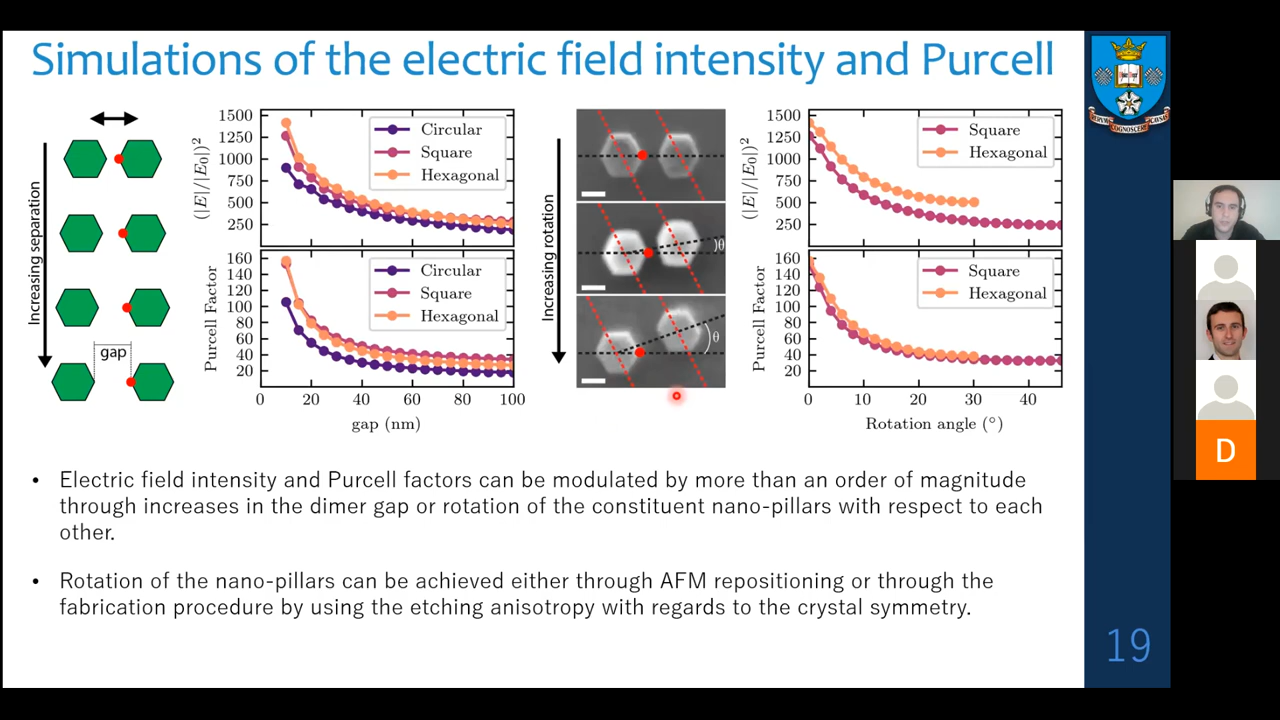 Simulations of the electric field intensity and Purcell
Increasing separation
gap
1500
1250
1000
750
500
250
(|E|/|E₀|)²
Circular
Square
Hexagonal
160
140
120
100
80
60
40
20
Purcell Factor
Circular
Square
Hexagonal
0 20 40 60 80 100
gap (nm)
Increasing rotation
θ
θ
1500
1250
1000
750
500
250
(|E|/|E₀|)²
Square
Hexagonal
160
140
120
100
80
60
40
20
0
Purcell Factor
Square
Hexagonal
0 10 20 30 40
Rotation angle (°)
• Electric field intensity and Purcell factors can be modulated by more than an order of magnitude
through increases in the dimer gap or rotation of the constituent nano-pillars with respect to each
other.
• Rotation of the nano-pillars can be achieved either through AFM repositioning or through the
fabrication procedure by using the etching anisotropy with regards to the crystal symmetry.
19
D